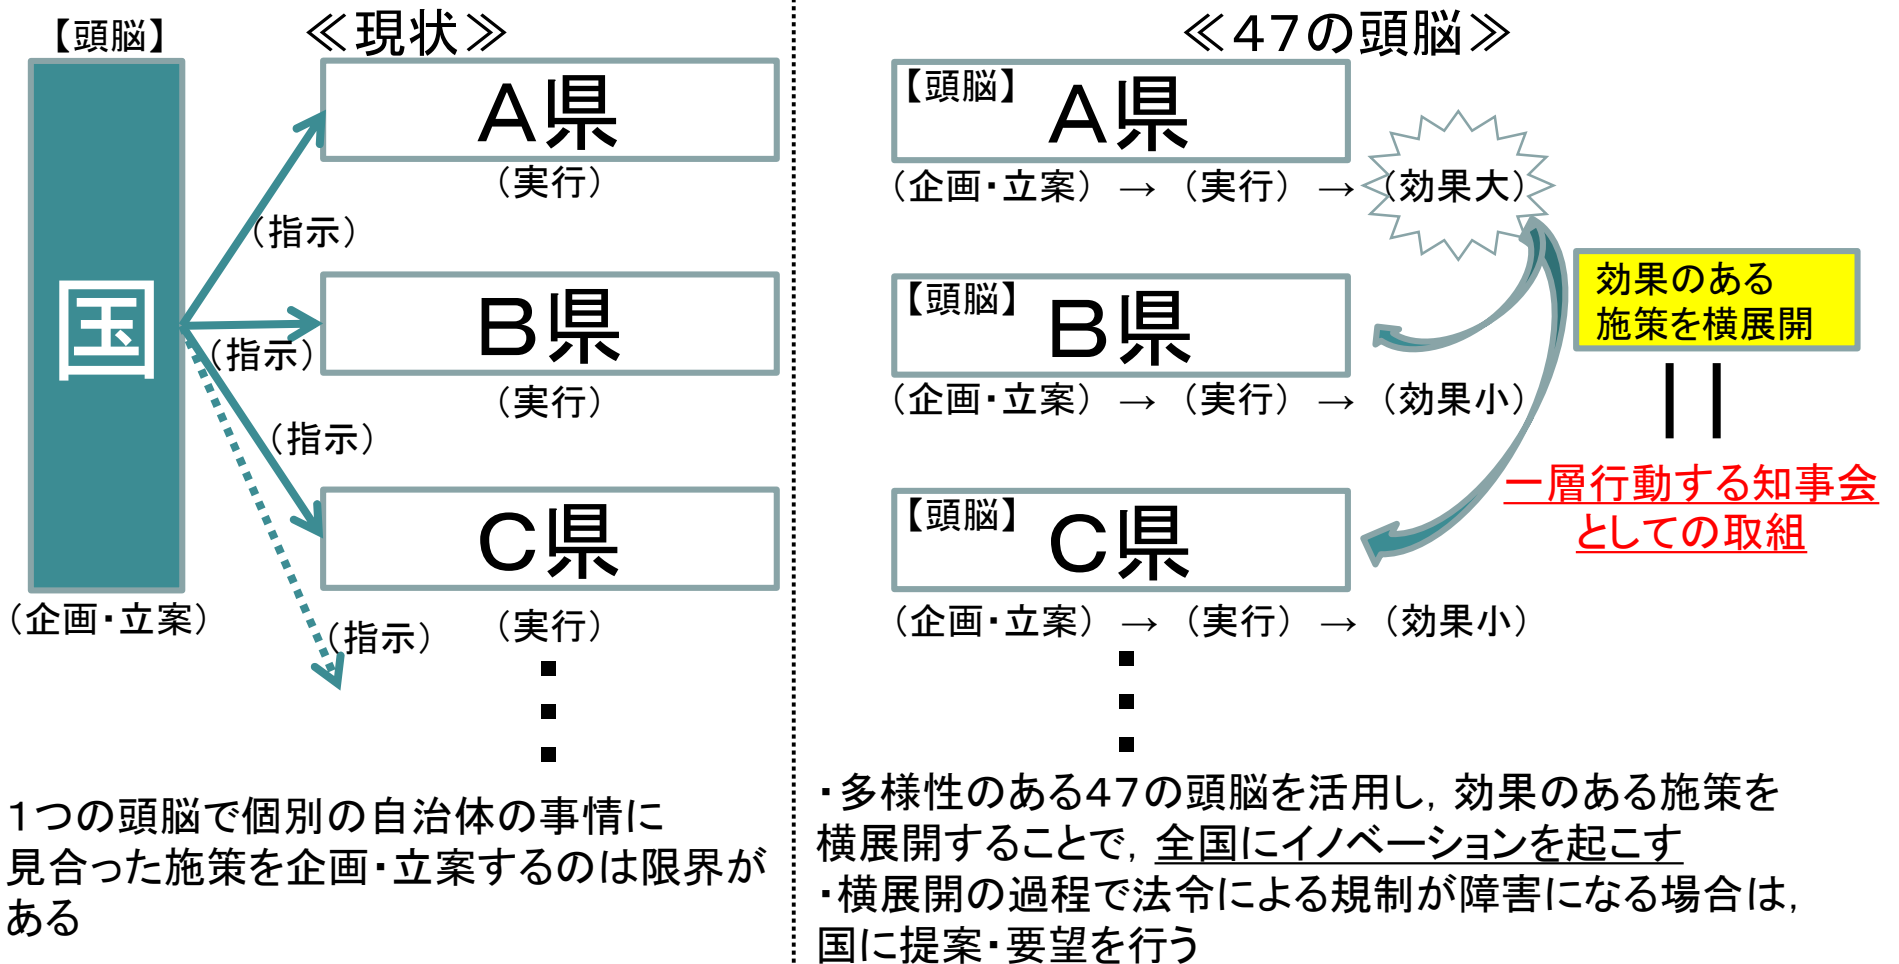 ≪現状≫
【頭脳】
国
(企画・立案)
(指示)
(指示)
(指示)
(指示)
A県
(実行)
B県
(実行)
C県
(実行)
・
・
・
1つの頭脳で個別の自治体の事情に
見合った施策を企画・立案するのは限界が
ある
≪47の頭脳≫
【頭脳】
A県
(企画・立案) → (実行) → (効果大)
【頭脳】
B県
(企画・立案) → (実行) → (効果小)
【頭脳】
C県
(企画・立案) → (実行) → (効果小)
・
・
・
効果のある
施策を横展開
||
一層行動する知事会
としての取組
・多様性のある47の頭脳を活用し,効果のある施策を
横展開することで,全国にイノベーションを起こす
・横展開の過程で法令による規制が障害になる場合は,
国に提案・要望を行う